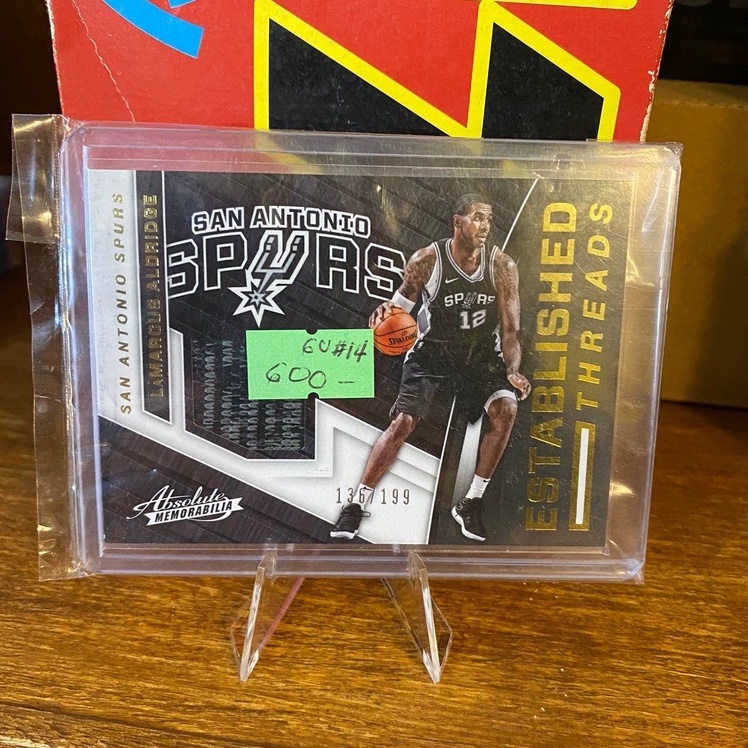 SAN ANTONIO SPURS
LaMARCUS ALDRIDGE
SAN ANTONIO
SPURS
GU#14
600-
SPURS
12
SPALDING
ESTABLISHED
THREADS
136/199
Absolute
MEMORABILIA